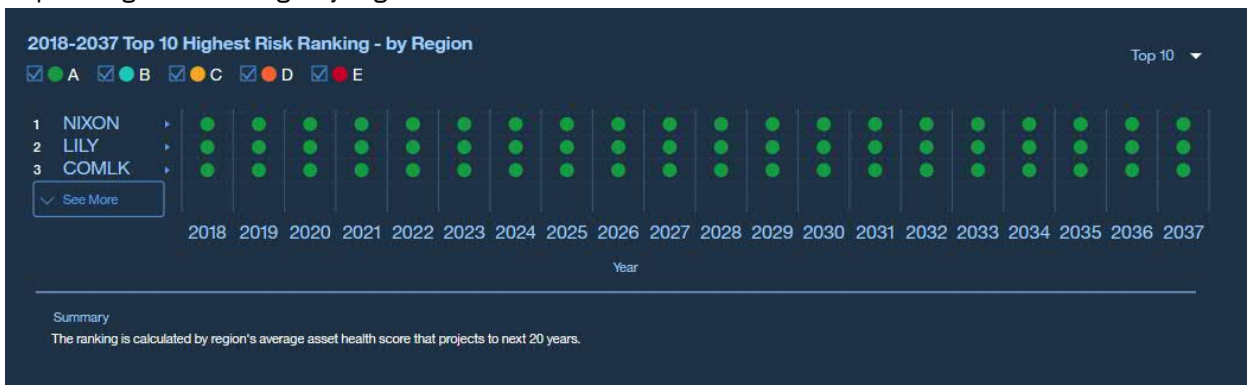 2018-2037 Top 10 Highest Risk Ranking - by Region
Top 10
A B C D E
1 NIXON
2 LILY
3 COMLK
See More
2018 2019 2020 2021 2022 2023 2024 2025 2026 2027 2028 2029 2030 2031 2032 2033 2034 2035 2036 2037
Year
Summary
The ranking is calculated by region's average asset health score that projects to next 20 years.